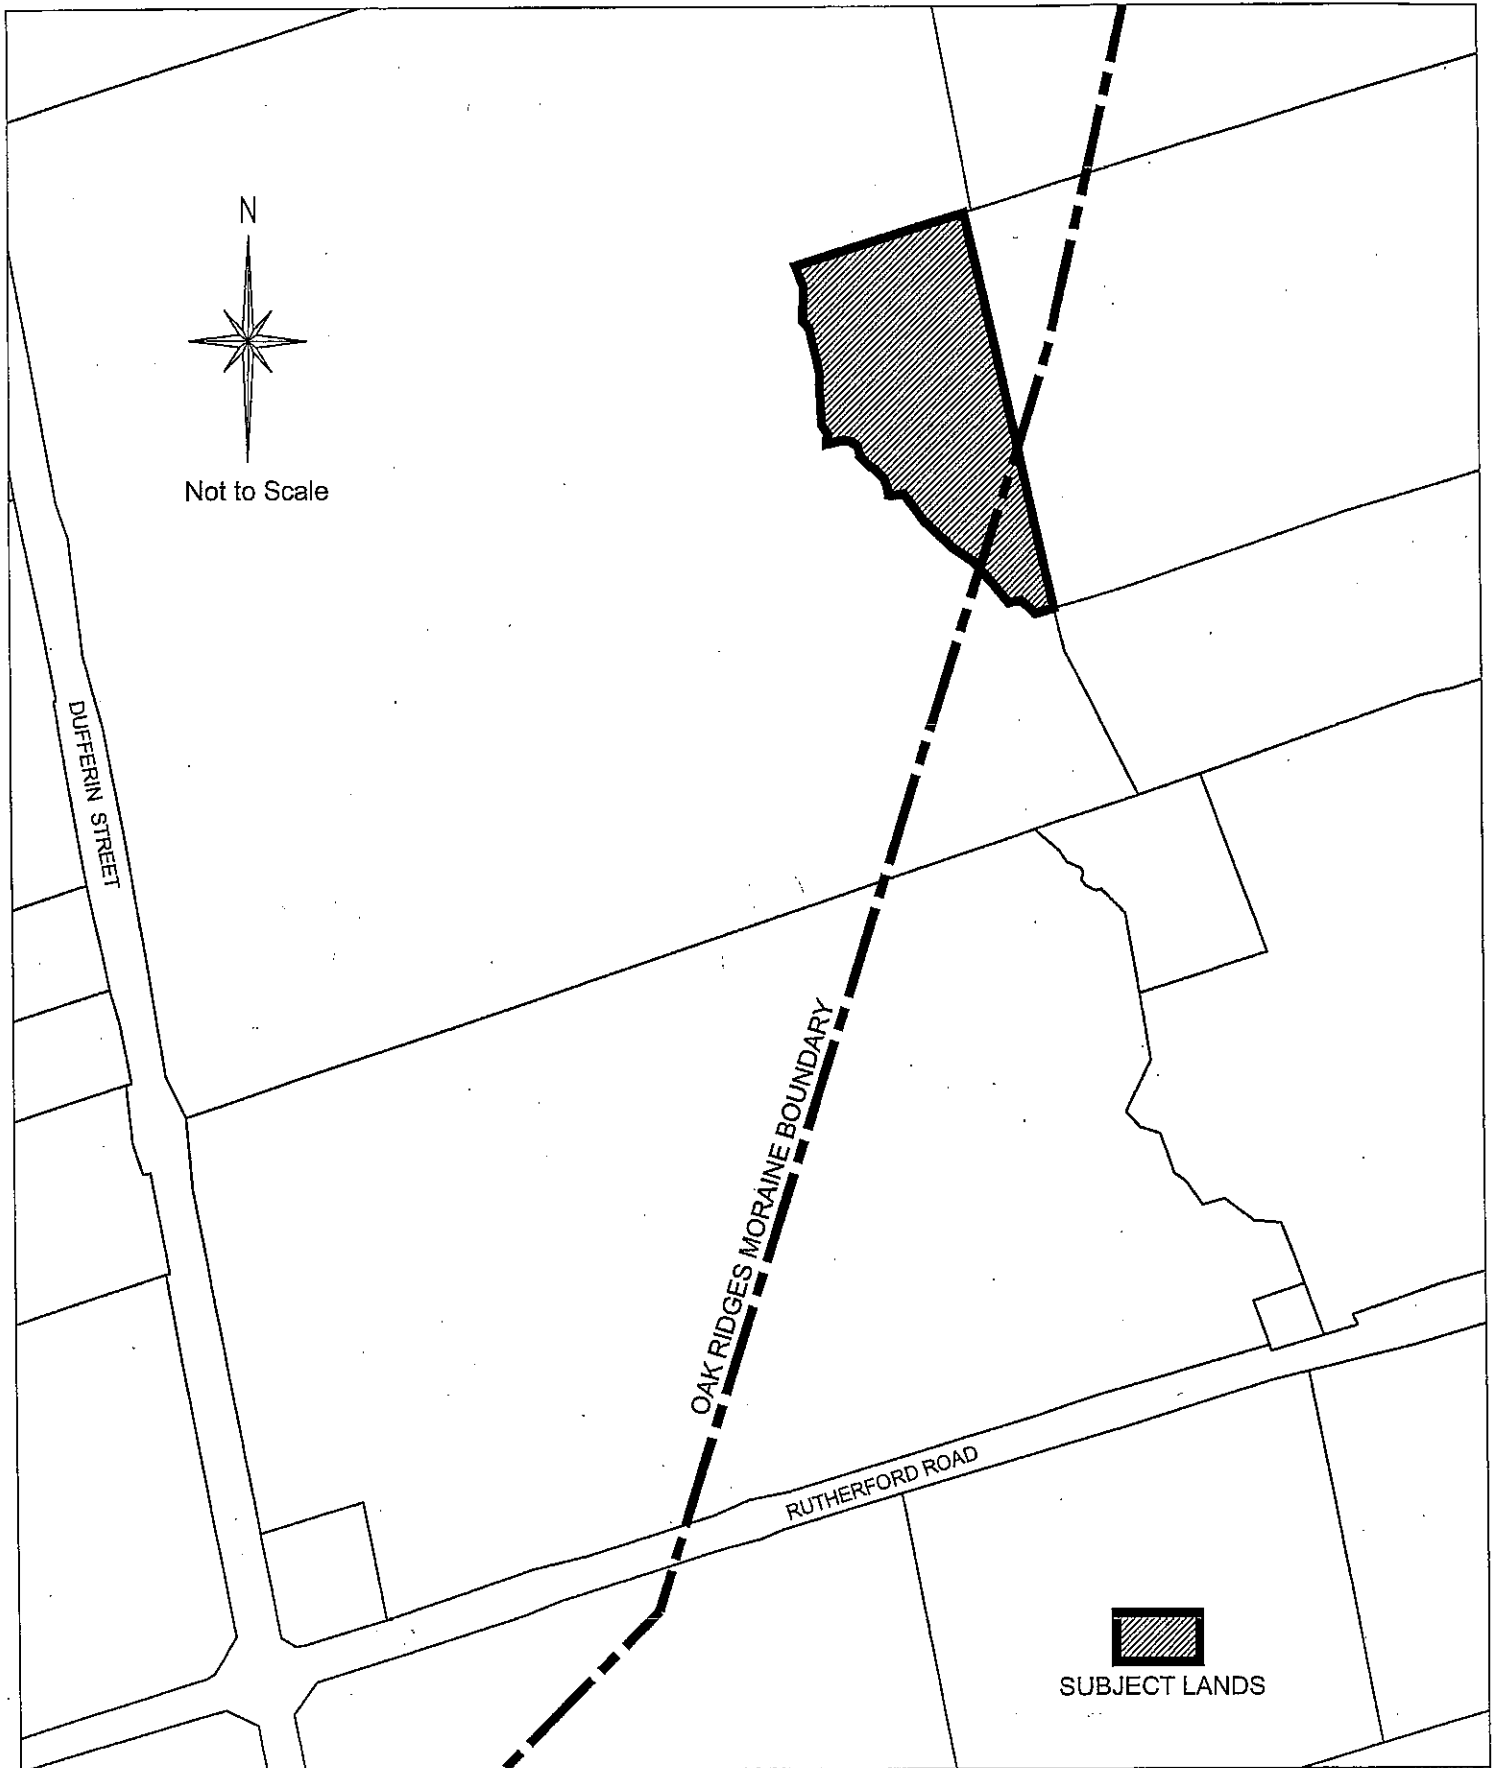 N
Not to Scale
DUFFERIN STREET
OAK RIDGES MORAINE BOUNDARY
RUTHERFORD ROAD
SUBJECT LANDS